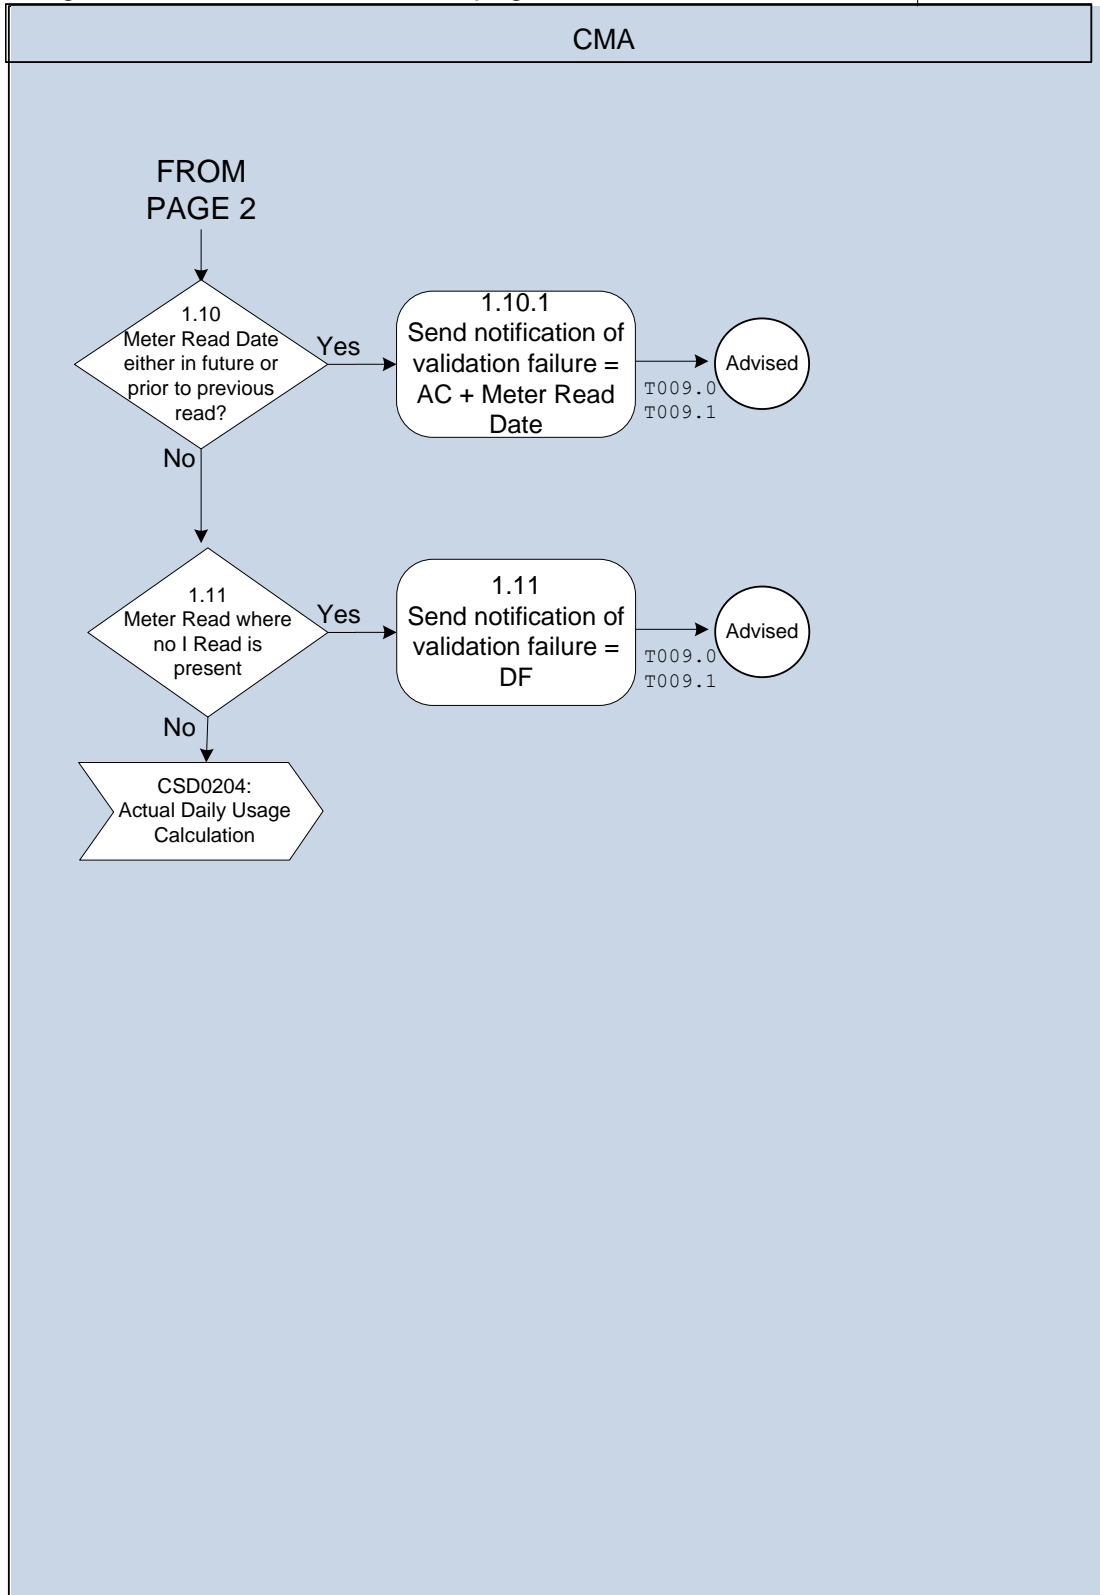 CMA
FROM
PAGE 2
1.10
Meter Read Date
either in future or
prior to previous
read?
Yes
1.10.1
Send notification of
validation failure =
AC + Meter Read
Date
T009.0
T009.1
Advised
No
1.11
Meter Read where
no I Read is
present
Yes
1.11
Send notification of
validation failure =
DF
T009.0
T009.1
Advised
No
CSD0204:
Actual Daily Usage
Calculation